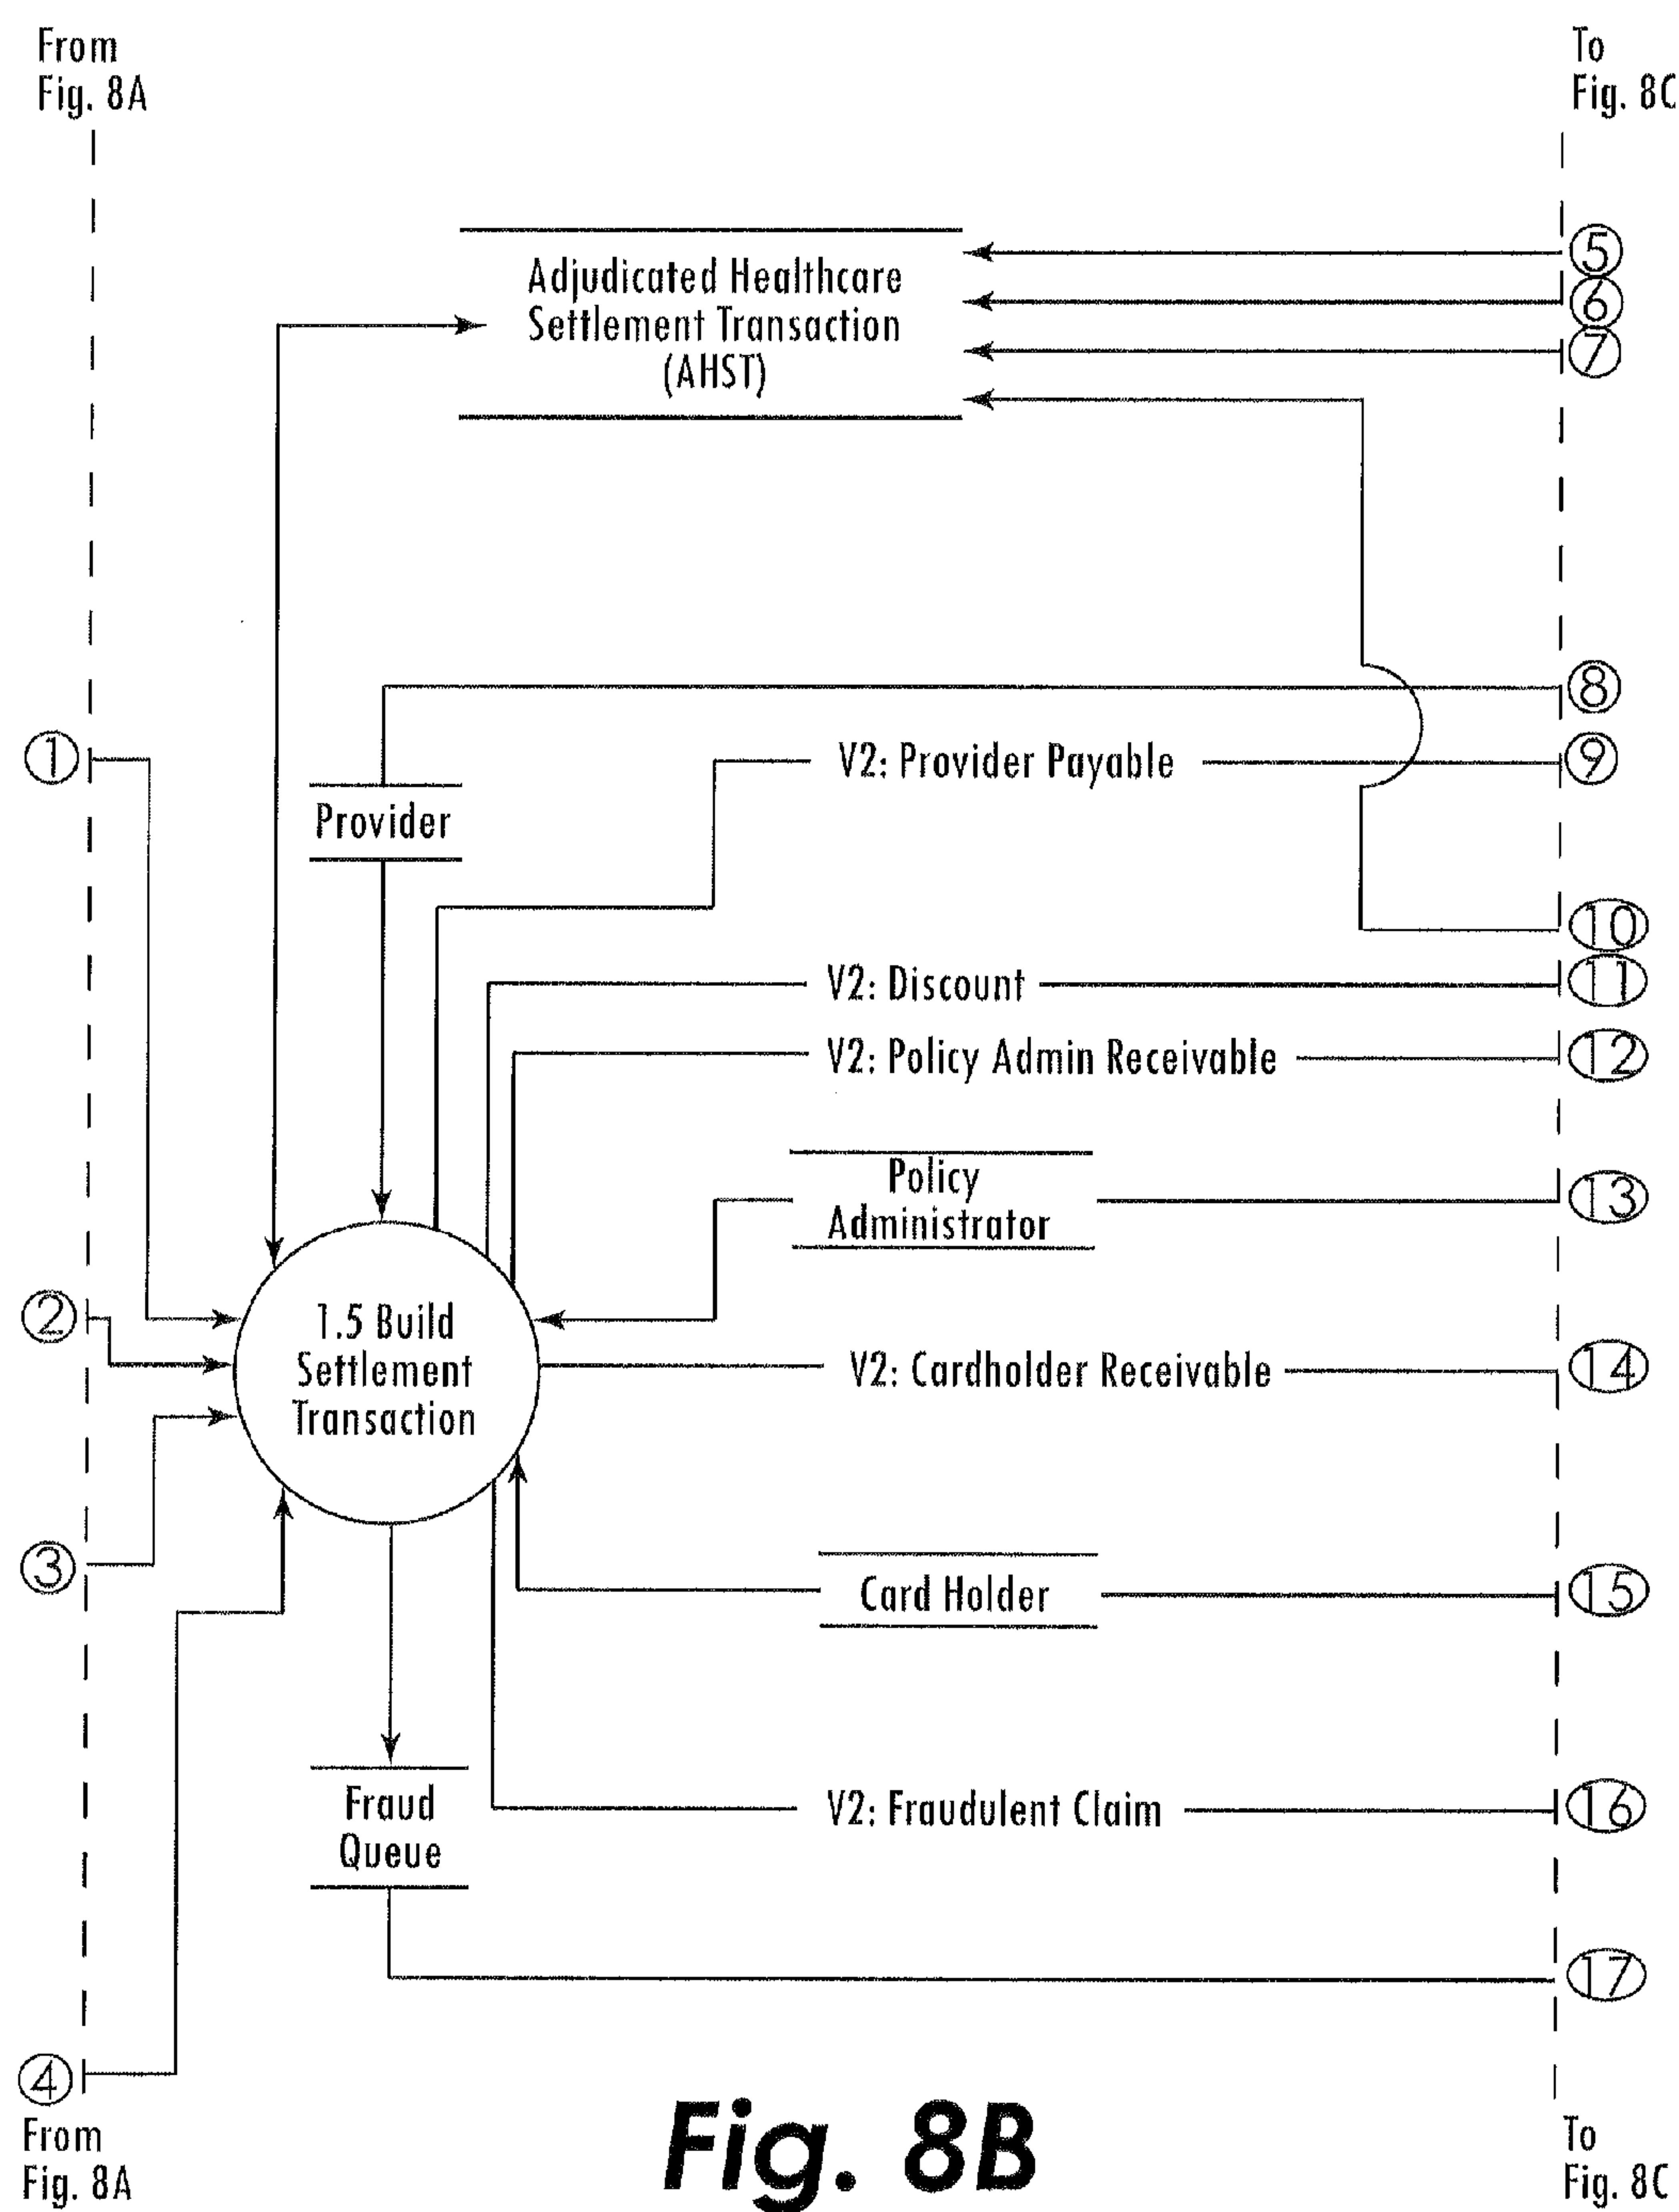 From
Fig. 8A
To
Fig. 8C
Adjudicated Healthcare
Settlement Transaction
(AHST)
5
6
7
8
1
V2: Provider Payable
9
Provider
10
V2: Discount
11
V2: Policy Admin Receivable
12
Policy
Administrator
13
2
1.5 Build
Settlement
Transaction
V2: Cardholder Receivable
14
3
Card Holder
15
Fraud
Queue
V2: Fraudulent Claim
16
17
4
From
Fig. 8A
Fig. 8B
To
Fig. 8C